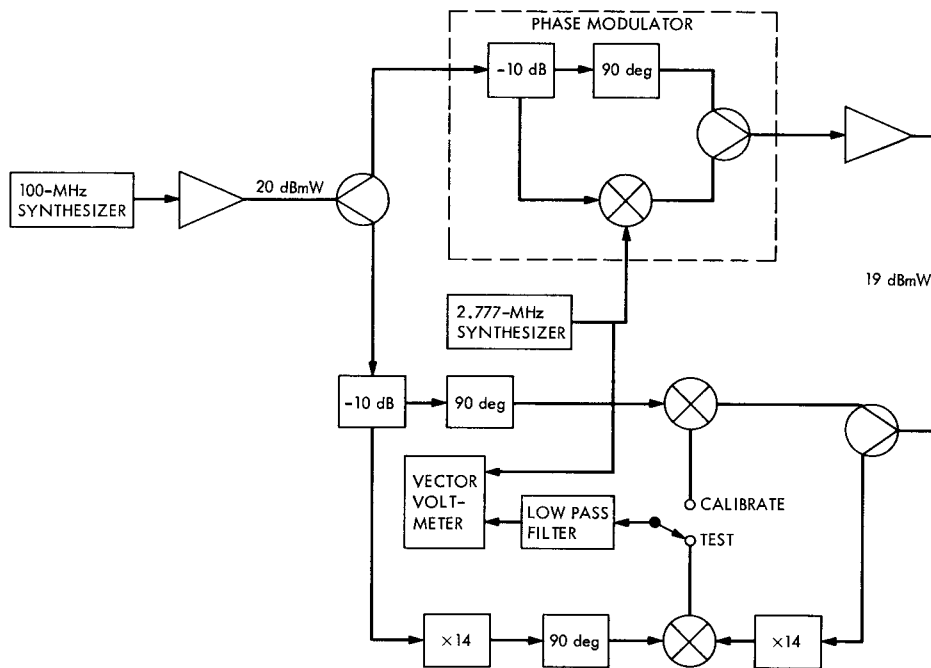 PHASE MODULATOR
-10 dB
90 deg
100-MHz
SYNTHESIZER
20 dBmW
19 dBmW
2.777-MHz
SYNTHESIZER
-10 dB
90 deg
VECTOR
VOLT-
METER
LOW PASS
FILTER
CALIBRATE
TEST
×14
90 deg
×14